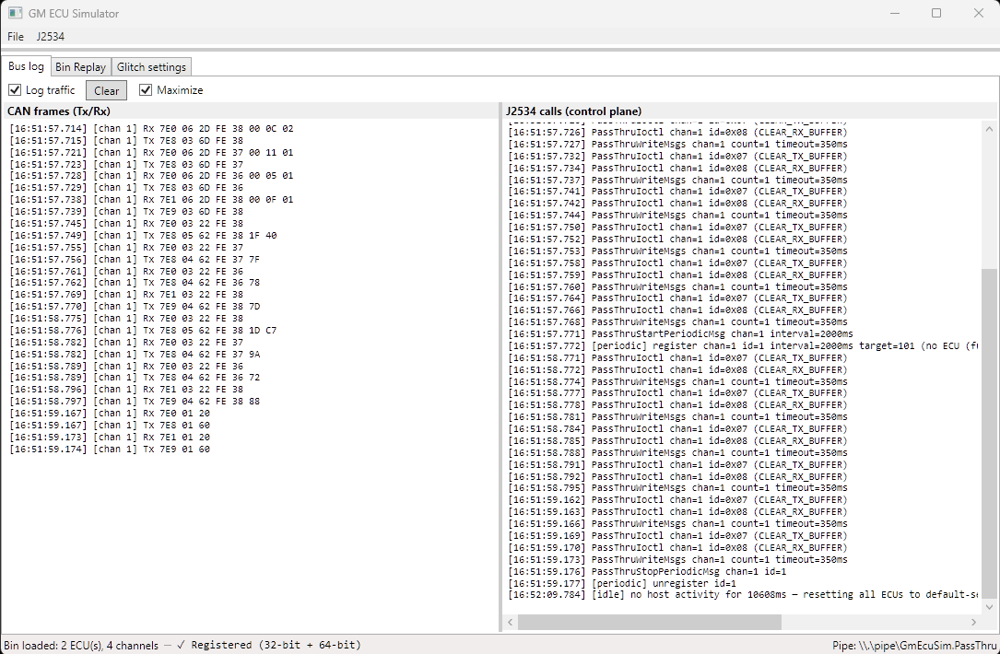 GM ECU Simulator
File J2534
Bus log Bin Replay Glitch settings
Log traffic Clear Maximize
CAN frames (Tx/Rx)
[16:51:57.714] [chan 1] Rx 7E0 06 2D FE 38 00 0C 02
[16:51:57.715] [chan 1] Tx 7E8 03 6D FE 38
[16:51:57.721] [chan 1] Rx 7E0 06 2D FE 37 00 11 01
[16:51:57.723] [chan 1] Tx 7E8 03 6D FE 37
[16:51:57.728] [chan 1] Rx 7E0 06 2D FE 36 00 05 01
[16:51:57.729] [chan 1] Tx 7E8 03 6D FE 36
[16:51:57.738] [chan 1] Rx 7E1 06 2D FE 38 00 0F 01
[16:51:57.739] [chan 1] Tx 7E9 03 6D FE 38
[16:51:57.745] [chan 1] Rx 7E0 03 22 FE 38
[16:51:57.749] [chan 1] Tx 7E8 05 62 FE 38 1F 40
[16:51:57.755] [chan 1] Rx 7E0 03 22 FE 37
[16:51:57.756] [chan 1] Tx 7E8 04 62 FE 37 7F
[16:51:57.761] [chan 1] Rx 7E0 03 22 FE 36
[16:51:57.762] [chan 1] Tx 7E8 04 62 FE 36 78
[16:51:57.769] [chan 1] Rx 7E1 03 22 FE 38
[16:51:57.770] [chan 1] Tx 7E9 04 62 FE 38 7D
[16:51:58.775] [chan 1] Rx 7E0 03 22 FE 38
[16:51:58.776] [chan 1] Tx 7E8 05 62 FE 38 1D C7
[16:51:58.782] [chan 1] Rx 7E0 03 22 FE 37
[16:51:58.782] [chan 1] Tx 7E8 04 62 FE 37 9A
[16:51:58.789] [chan 1] Rx 7E0 03 22 FE 36
[16:51:58.789] [chan 1] Tx 7E8 04 62 FE 36 72
[16:51:58.796] [chan 1] Rx 7E1 03 22 FE 38
[16:51:58.797] [chan 1] Tx 7E9 04 62 FE 38 88
[16:51:59.167] [chan 1] Rx 7E0 01 20
[16:51:59.167] [chan 1] Tx 7E8 01 60
[16:51:59.173] [chan 1] Rx 7E1 01 20
[16:51:59.174] [chan 1] Tx 7E9 01 60
J2534 calls (control plane)
[16:51:57.726] PassThruIoctl chan=1 id=0x08 (CLEAR_RX_BUFFER)
[16:51:57.727] PassThruWriteMsgs chan=1 count=1 timeout=350ms
[16:51:57.732] PassThruIoctl chan=1 id=0x07 (CLEAR_TX_BUFFER)
[16:51:57.734] PassThruIoctl chan=1 id=0x08 (CLEAR_RX_BUFFER)
[16:51:57.737] PassThruWriteMsgs chan=1 count=1 timeout=350ms
[16:51:57.741] PassThruIoctl chan=1 id=0x07 (CLEAR_TX_BUFFER)
[16:51:57.742] PassThruIoctl chan=1 id=0x08 (CLEAR_RX_BUFFER)
[16:51:57.744] PassThruWriteMsgs chan=1 count=1 timeout=350ms
[16:51:57.750] PassThruIoctl chan=1 id=0x07 (CLEAR_TX_BUFFER)
[16:51:57.752] PassThruIoctl chan=1 id=0x08 (CLEAR_RX_BUFFER)
[16:51:57.753] PassThruWriteMsgs chan=1 count=1 timeout=350ms
[16:51:57.758] PassThruIoctl chan=1 id=0x07 (CLEAR_TX_BUFFER)
[16:51:57.759] PassThruIoctl chan=1 id=0x08 (CLEAR_RX_BUFFER)
[16:51:57.760] PassThruWriteMsgs chan=1 count=1 timeout=350ms
[16:51:57.764] PassThruIoctl chan=1 id=0x07 (CLEAR_TX_BUFFER)
[16:51:57.766] PassThruIoctl chan=1 id=0x08 (CLEAR_RX_BUFFER)
[16:51:57.768] PassThruWriteMsgs chan=1 count=1 timeout=350ms
[16:51:57.771] PassThruStartPeriodicMsg chan=1 interval=2000ms
[16:51:57.772] [periodic] register chan=1 id=1 interval=2000ms target=101 (no ECU (fu
[16:51:58.771] PassThruIoctl chan=1 id=0x07 (CLEAR_TX_BUFFER)
[16:51:58.772] PassThruIoctl chan=1 id=0x08 (CLEAR_RX_BUFFER)
[16:51:58.774] PassThruWriteMsgs chan=1 count=1 timeout=350ms
[16:51:58.777] PassThruIoctl chan=1 id=0x07 (CLEAR_TX_BUFFER)
[16:51:58.778] PassThruIoctl chan=1 id=0x08 (CLEAR_RX_BUFFER)
[16:51:58.781] PassThruWriteMsgs chan=1 count=1 timeout=350ms
[16:51:58.784] PassThruIoctl chan=1 id=0x07 (CLEAR_TX_BUFFER)
[16:51:58.785] PassThruIoctl chan=1 id=0x08 (CLEAR_RX_BUFFER)
[16:51:58.788] PassThruWriteMsgs chan=1 count=1 timeout=350ms
[16:51:58.791] PassThruIoctl chan=1 id=0x07 (CLEAR_TX_BUFFER)
[16:51:58.792] PassThruIoctl chan=1 id=0x08 (CLEAR_RX_BUFFER)
[16:51:58.795] PassThruWriteMsgs chan=1 count=1 timeout=350ms
[16:51:59.162] PassThruIoctl chan=1 id=0x07 (CLEAR_TX_BUFFER)
[16:51:59.163] PassThruIoctl chan=1 id=0x08 (CLEAR_RX_BUFFER)
[16:51:59.166] PassThruWriteMsgs chan=1 count=1 timeout=350ms
[16:51:59.169] PassThruIoctl chan=1 id=0x07 (CLEAR_TX_BUFFER)
[16:51:59.170] PassThruIoctl chan=1 id=0x08 (CLEAR_RX_BUFFER)
[16:51:59.173] PassThruWriteMsgs chan=1 count=1 timeout=350ms
[16:51:59.176] PassThruStopPeriodicMsg chan=1 id=1
[16:51:59.177] [periodic] unregister id=1
[16:52:09.784] [idle] no host activity for 10608ms — resetting all ECUs to default-se
Bin loaded: 2 ECU(s), 4 channels — ✓ Registered (32-bit + 64-bit)
Pipe: \\.\pipe\GmEcuSim.PassThru